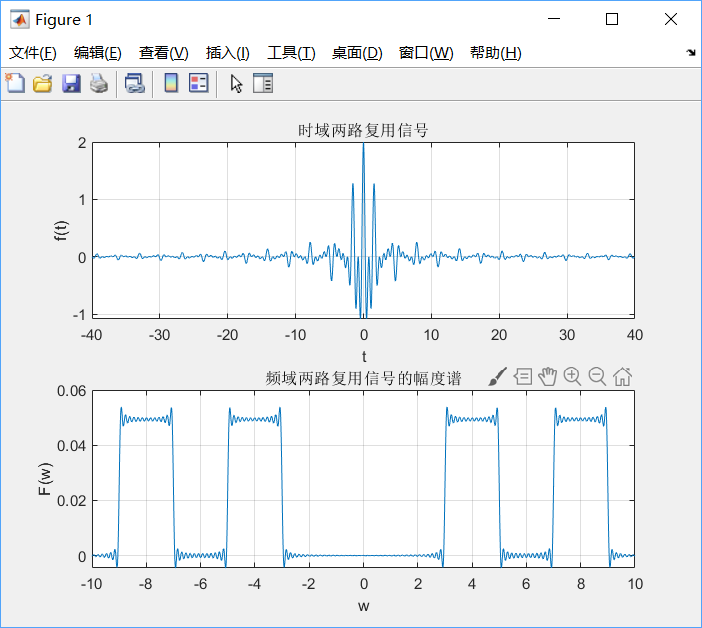 Figure 1
文件(F) 编辑(E) 查看(V) 插入(I) 工具(T) 桌面(D) 窗口(W) 帮助(H)
时域两路复用信号
2
1
0
-1
f(t)
-40 -30 -20 -10 0 10 20 30 40
t
频域两路复用信号的幅度谱
0.06
0.04
0.02
0
F(w)
-10 -8 -6 -4 -2 0 2 4 6 8 10
w